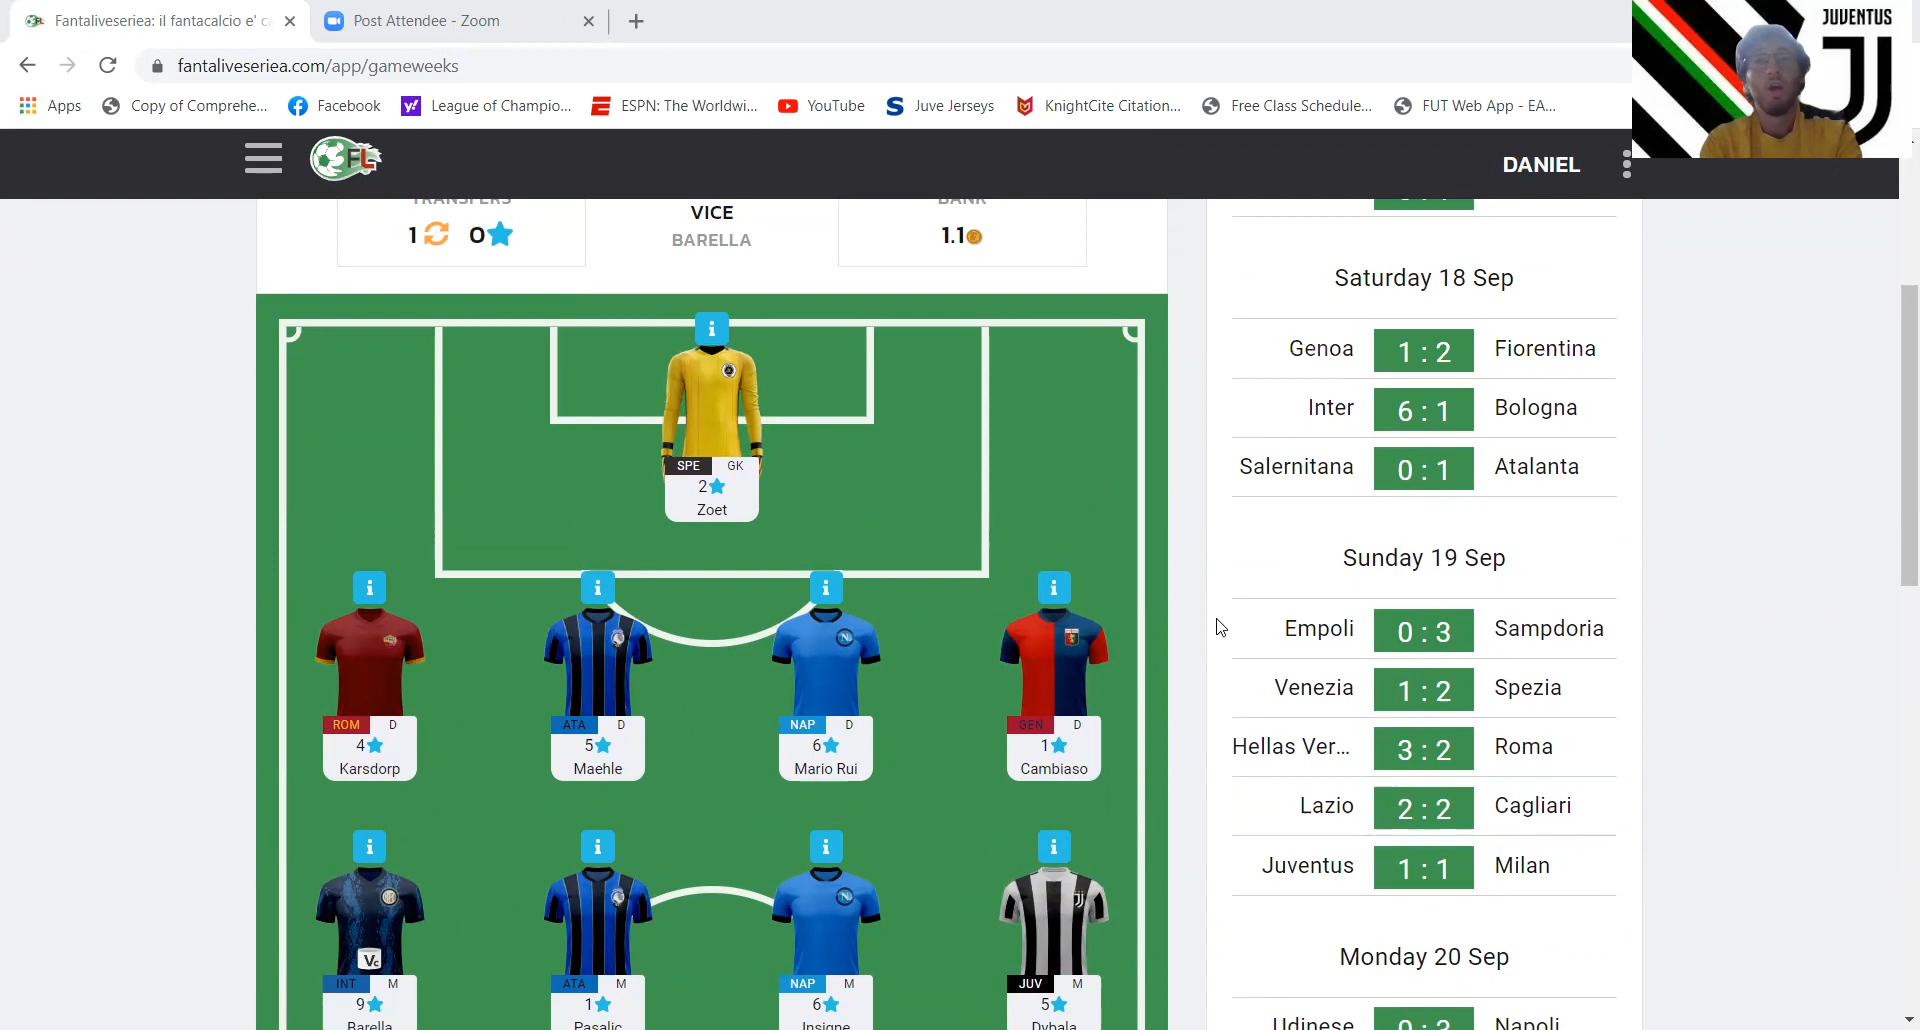 Fantaliveseriea: il fantacalcio e' ca
Post Attendee - Zoom
fantaliveseriea.com/app/gameweeks
Apps
Copy of Comprehe...
Facebook
League of Champio...
ESPN: The Worldwi...
YouTube
Juve Jerseys
KnightCite Citation...
Free Class Schedule...
FUT Web App - EA...
JUVENTUS
FL
DANIEL
TRANSFERS
1 0
VICE
BARELLA
BANK
1.1
SPE GK
2
Zoet
ROM D
4
Karsdorp
ATA D
5
Maehle
NAP D
6
Mario Rui
GEN D
1
Cambiaso
Vc
INT M
9
Barella
ATA M
1
Pasalic
NAP M
6
Insigne
JUV M
5
Dybala
Saturday 18 Sep
Genoa 1 : 2 Fiorentina
Inter 6 : 1 Bologna
Salernitana 0 : 1 Atalanta
Sunday 19 Sep
Empoli 0 : 3 Sampdoria
Venezia 1 : 2 Spezia
Hellas Ver... 3 : 2 Roma
Lazio 2 : 2 Cagliari
Juventus 1 : 1 Milan
Monday 20 Sep
Udinese Napoli